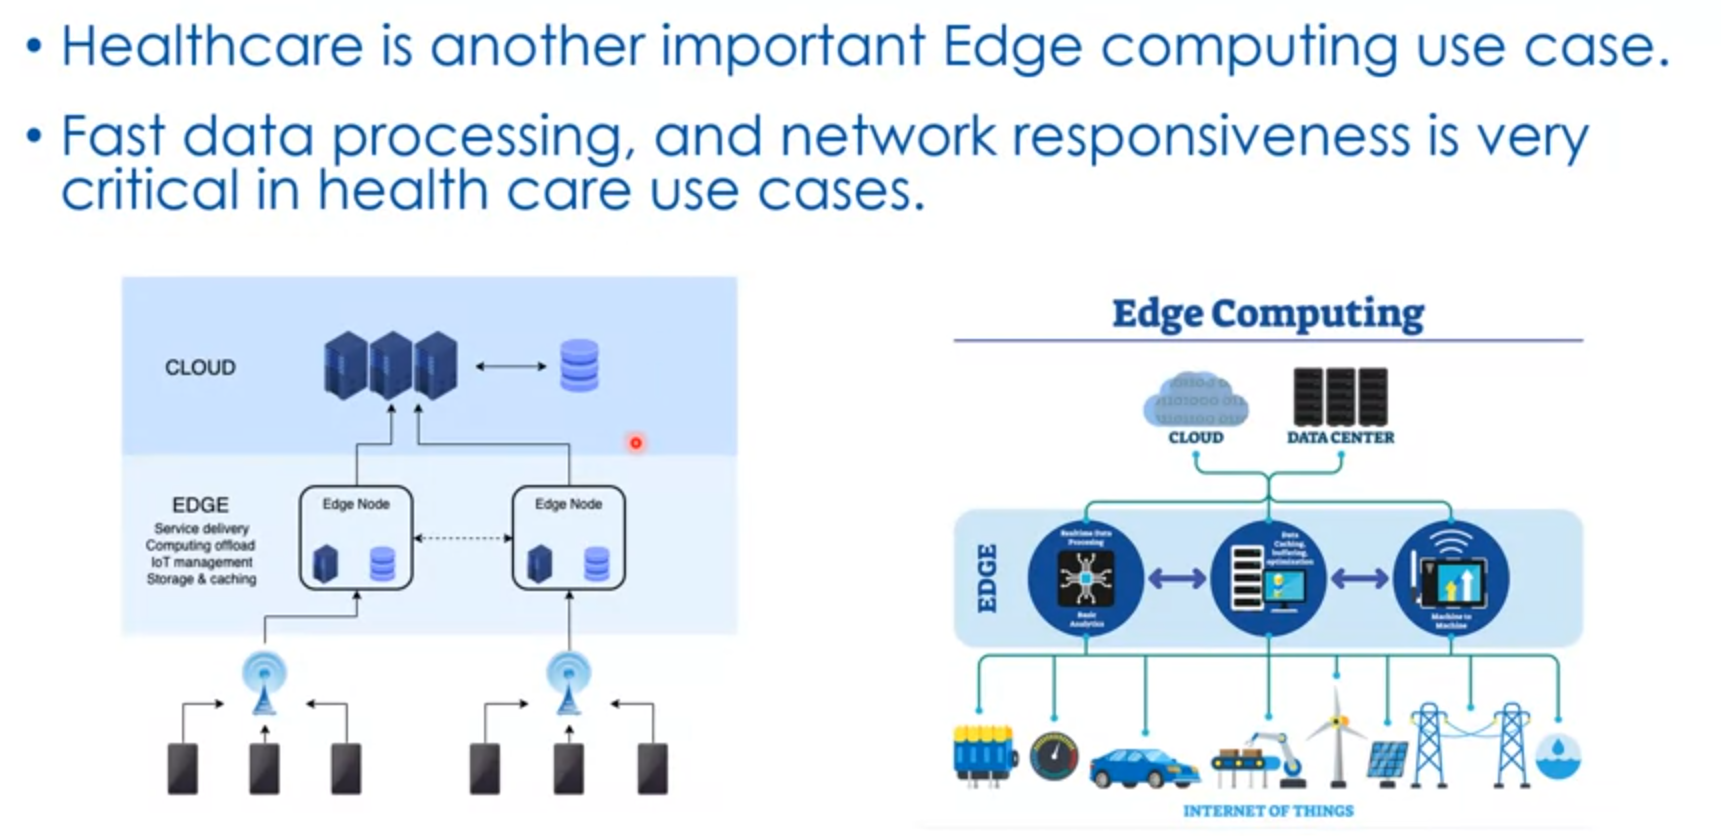 • Healthcare is another important Edge computing use case.
• Fast data processing, and network responsiveness is very
critical in health care use cases.
CLOUD
EDGE
Service delivery
Computing offload
IoT management
Storage & caching
Edge Node
Edge Node
Edge Computing
CLOUD
DATA CENTER
EDGE
Realtime Data
Processing
Basic
Analytics
Data
Caching,
buffering,
optimization
Machine to
Machine
INTERNET OF THINGS